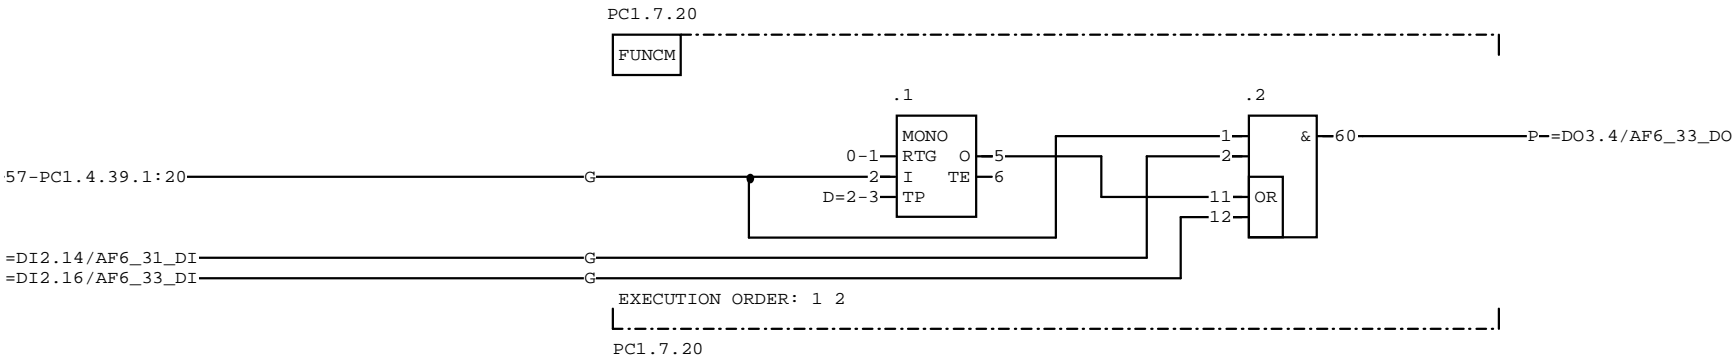 PC1.7.20
FUNCM
.1 .2
MONO
1 & 60 P =DO3.4/AF6_33_DO
0-1 RTG O 5 2
57-PC1.4.39.1:20 G 2 I TE 6
D=2-3 TP 11 OR
12
=DI2.14/AF6_31_DI G
=DI2.16/AF6_33_DI G
EXECUTION ORDER: 1 2
PC1.7.20